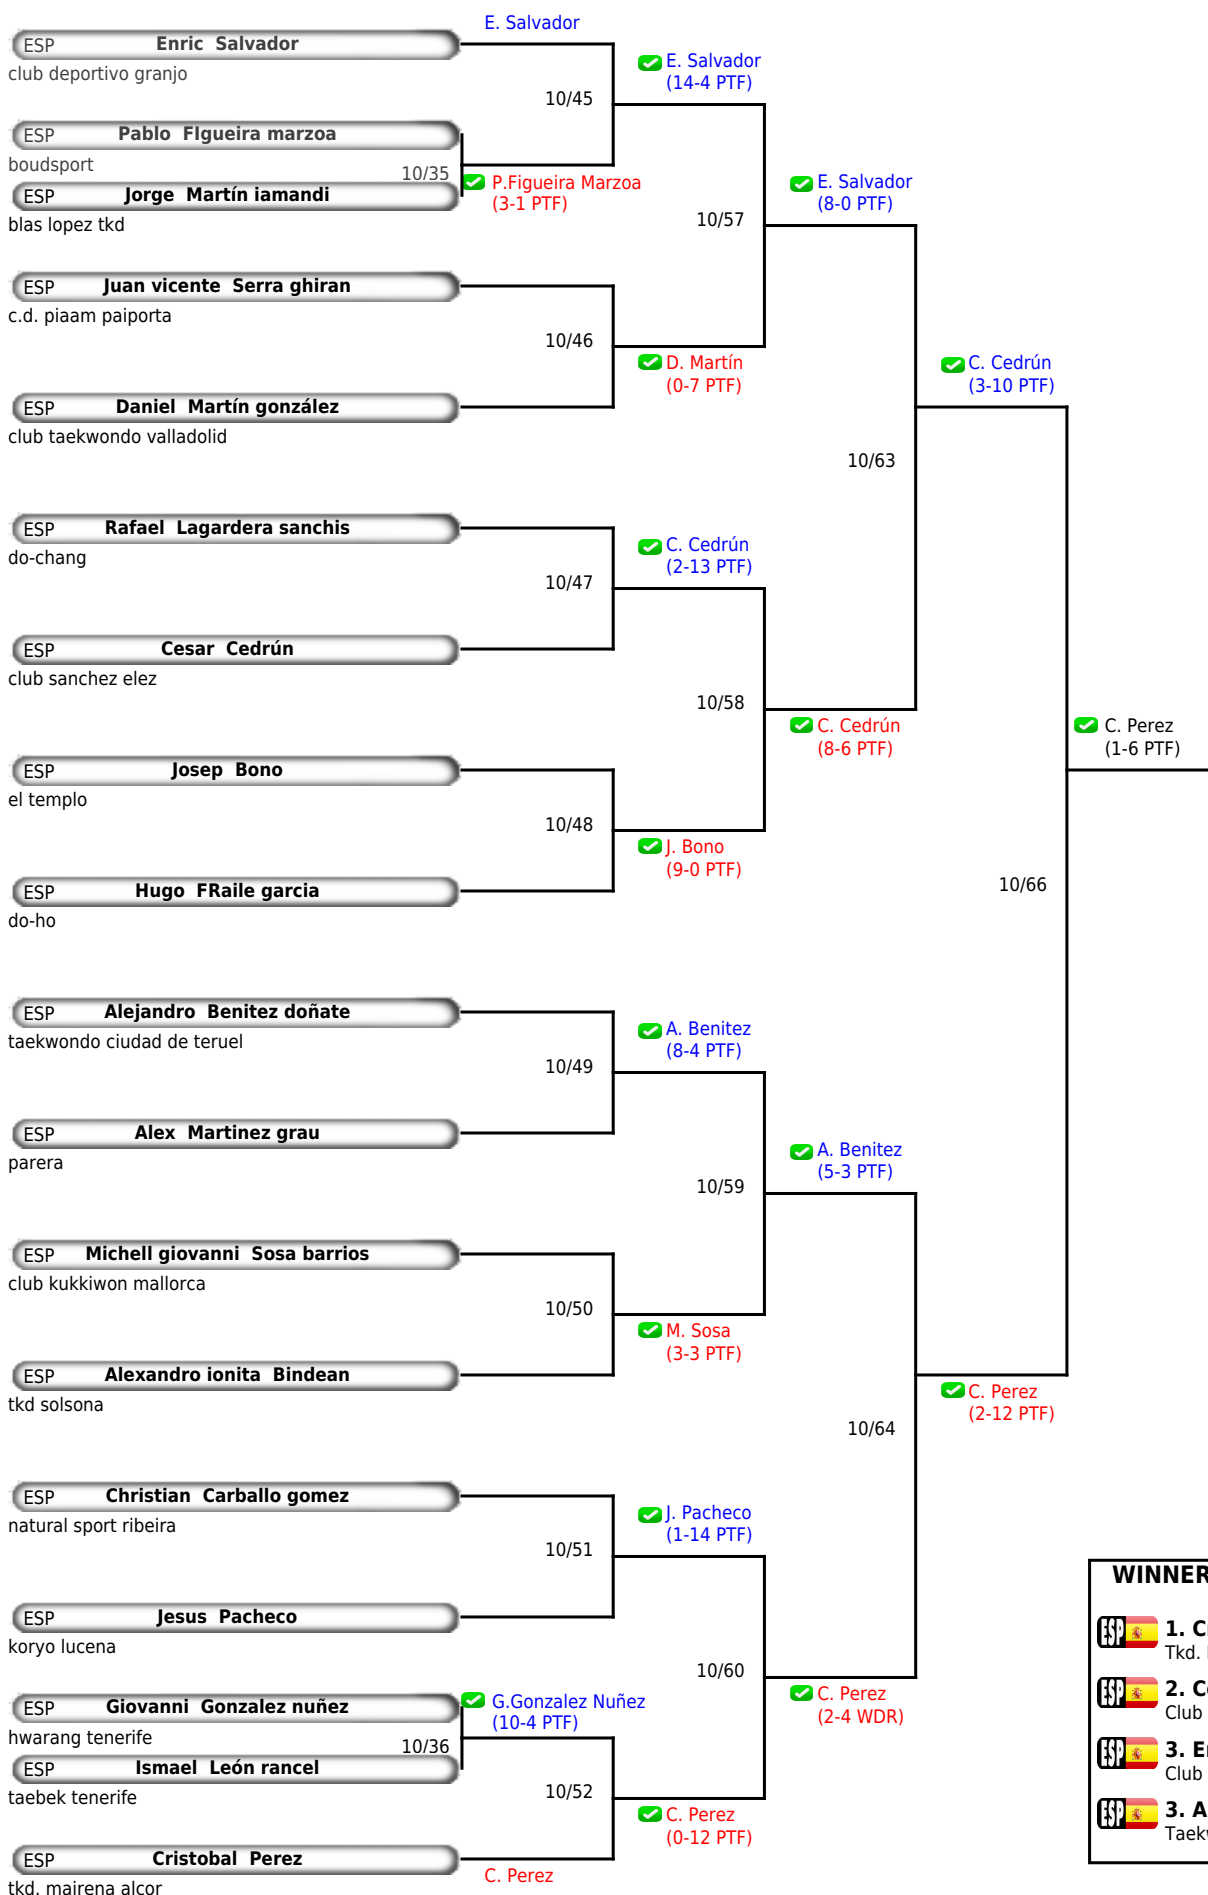 E. Salvador
ESP Enric Salvador
club deportivo granjo
E. Salvador
(14-4 PTF)
10/45
ESP Pablo FIgueira marzoa
boudsport
10/35
P.Figueira Marzoa
(3-1 PTF)
ESP Jorge Martín iamandi
blas lopez tkd
E. Salvador
(8-0 PTF)
10/57
ESP Juan vicente Serra ghiran
c.d. piaam paiporta
10/46
D. Martín
(0-7 PTF)
C. Cedrún
(3-10 PTF)
ESP Daniel Martín gonzález
club taekwondo valladolid
10/63
ESP Rafael Lagardera sanchis
do-chang
C. Cedrún
(2-13 PTF)
10/47
ESP Cesar Cedrún
club sanchez elez
10/58
C. Cedrún
(8-6 PTF)
C. Perez
(1-6 PTF)
ESP Josep Bono
el templo
10/48
J. Bono
(9-0 PTF)
ESP Hugo FRaile garcia
do-ho
10/66
ESP Alejandro Benitez doñate
taekwondo ciudad de teruel
A. Benitez
(8-4 PTF)
10/49
ESP Alex Martinez grau
parera
A. Benitez
(5-3 PTF)
10/59
ESP Michell giovanni Sosa barrios
club kukkiwon mallorca
10/50
M. Sosa
(3-3 PTF)
ESP Alexandro ionita Bindean
tkd solsona
C. Perez
(2-12 PTF)
10/64
ESP Christian Carballo gomez
natural sport ribeira
J. Pacheco
(1-14 PTF)
10/51
ESP Jesus Pacheco
koryo lucena
10/60
C. Perez
(2-4 WDR)
ESP Giovanni Gonzalez nuñez
hwarang tenerife
G.Gonzalez Nuñez
(10-4 PTF)
10/36
ESP Ismael León rancel
taebek tenerife
10/52
C. Perez
(0-12 PTF)
ESP Cristobal Perez
tkd. mairena alcor
C. Perez
WINNER
ESP 1.
Tkd.
ESP 2.
Club
ESP 3.
Club
ESP 3. A